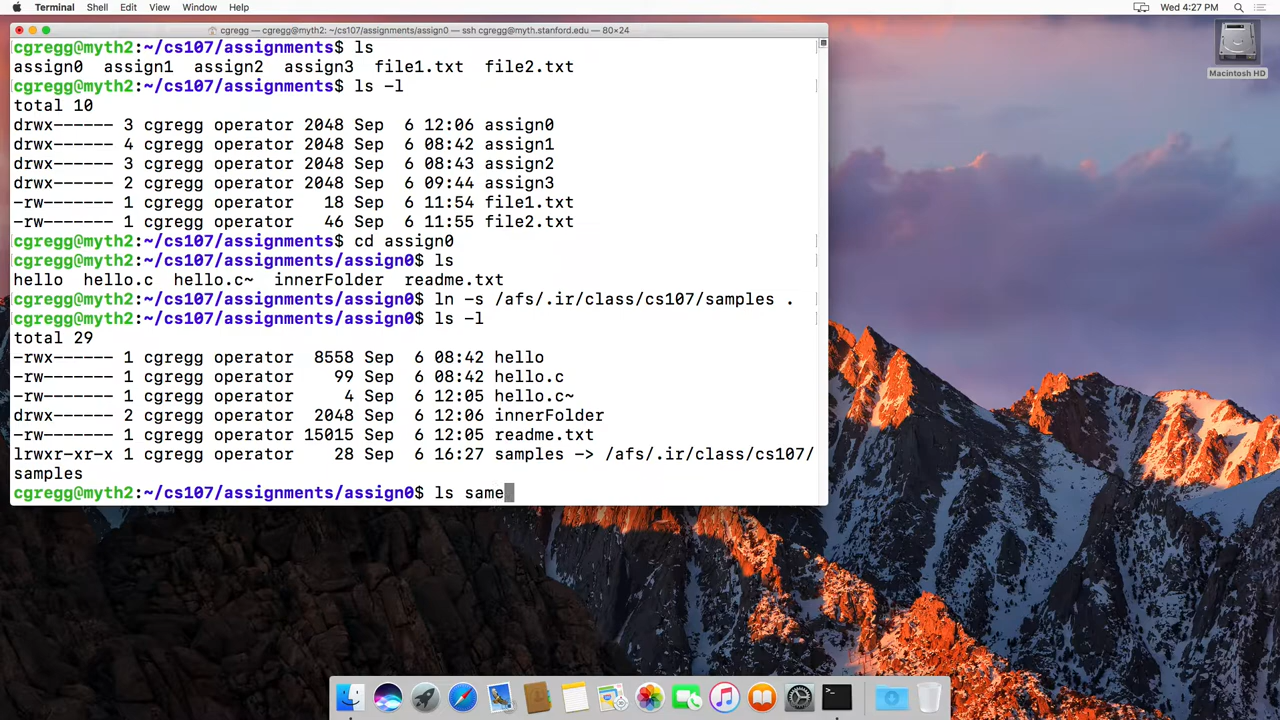 Terminal Shell Edit View Window Help Wed 4:27 PM
cgregg — cgregg@myth2: ~/cs107/assignments/assign0 — ssh cgregg@myth.stanford.edu — 80×24
cgregg@myth2:~/cs107/assignments$ ls
assign0 assign1 assign2 assign3 file1.txt file2.txt
cgregg@myth2:~/cs107/assignments$ ls -l
total 10
drwx------ 3 cgregg operator 2048 Sep 6 12:06 assign0
drwx------ 4 cgregg operator 2048 Sep 6 08:42 assign1
drwx------ 3 cgregg operator 2048 Sep 6 08:43 assign2
drwx------ 2 cgregg operator 2048 Sep 6 09:44 assign3
-rw------- 1 cgregg operator 18 Sep 6 11:54 file1.txt
-rw------- 1 cgregg operator 46 Sep 6 11:55 file2.txt
cgregg@myth2:~/cs107/assignments$ cd assign0
cgregg@myth2:~/cs107/assignments/assign0$ ls
hello hello.c hello.c~ innerFolder readme.txt
cgregg@myth2:~/cs107/assignments/assign0$ ln -s /afs/.ir/class/cs107/samples .
cgregg@myth2:~/cs107/assignments/assign0$ ls -l
total 29
-rwx------ 1 cgregg operator 8558 Sep 6 08:42 hello
-rw------- 1 cgregg operator 99 Sep 6 08:42 hello.c
-rw------- 1 cgregg operator 4 Sep 6 12:05 hello.c~
drwx------ 2 cgregg operator 2048 Sep 6 12:06 innerFolder
-rw------- 1 cgregg operator 15015 Sep 6 12:05 readme.txt
lrwxr-xr-x 1 cgregg operator 28 Sep 6 16:27 samples -> /afs/.ir/class/cs107/
samples
cgregg@myth2:~/cs107/assignments/assign0$ ls same
Macintosh HD